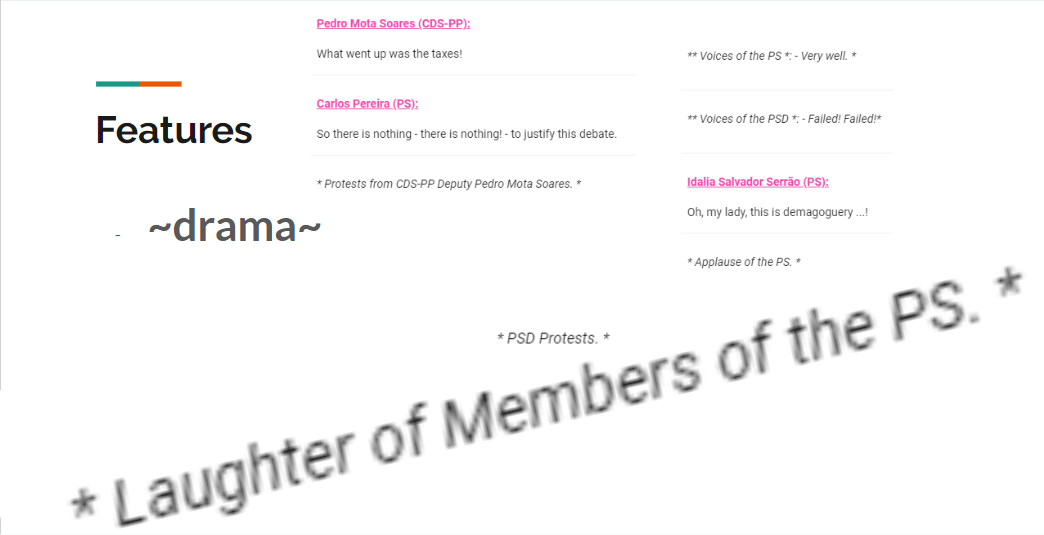 Features
- ~drama~
Pedro Mota Soares (CDS-PP):
What went up was the taxes!
Carlos Pereira (PS):
So there is nothing - there is nothing! - to justify this debate.
* Protests from CDS-PP Deputy Pedro Mota Soares. *
** Voices of the PS *: - Very well. *
** Voices of the PSD *: - Failed! Failed!*
Idalia Salvador Serrão (PS):
Oh, my lady, this is demagoguery ...!
* Applause of the PS. *
* PSD Protests. *
* Laughter of Members of the PS. *